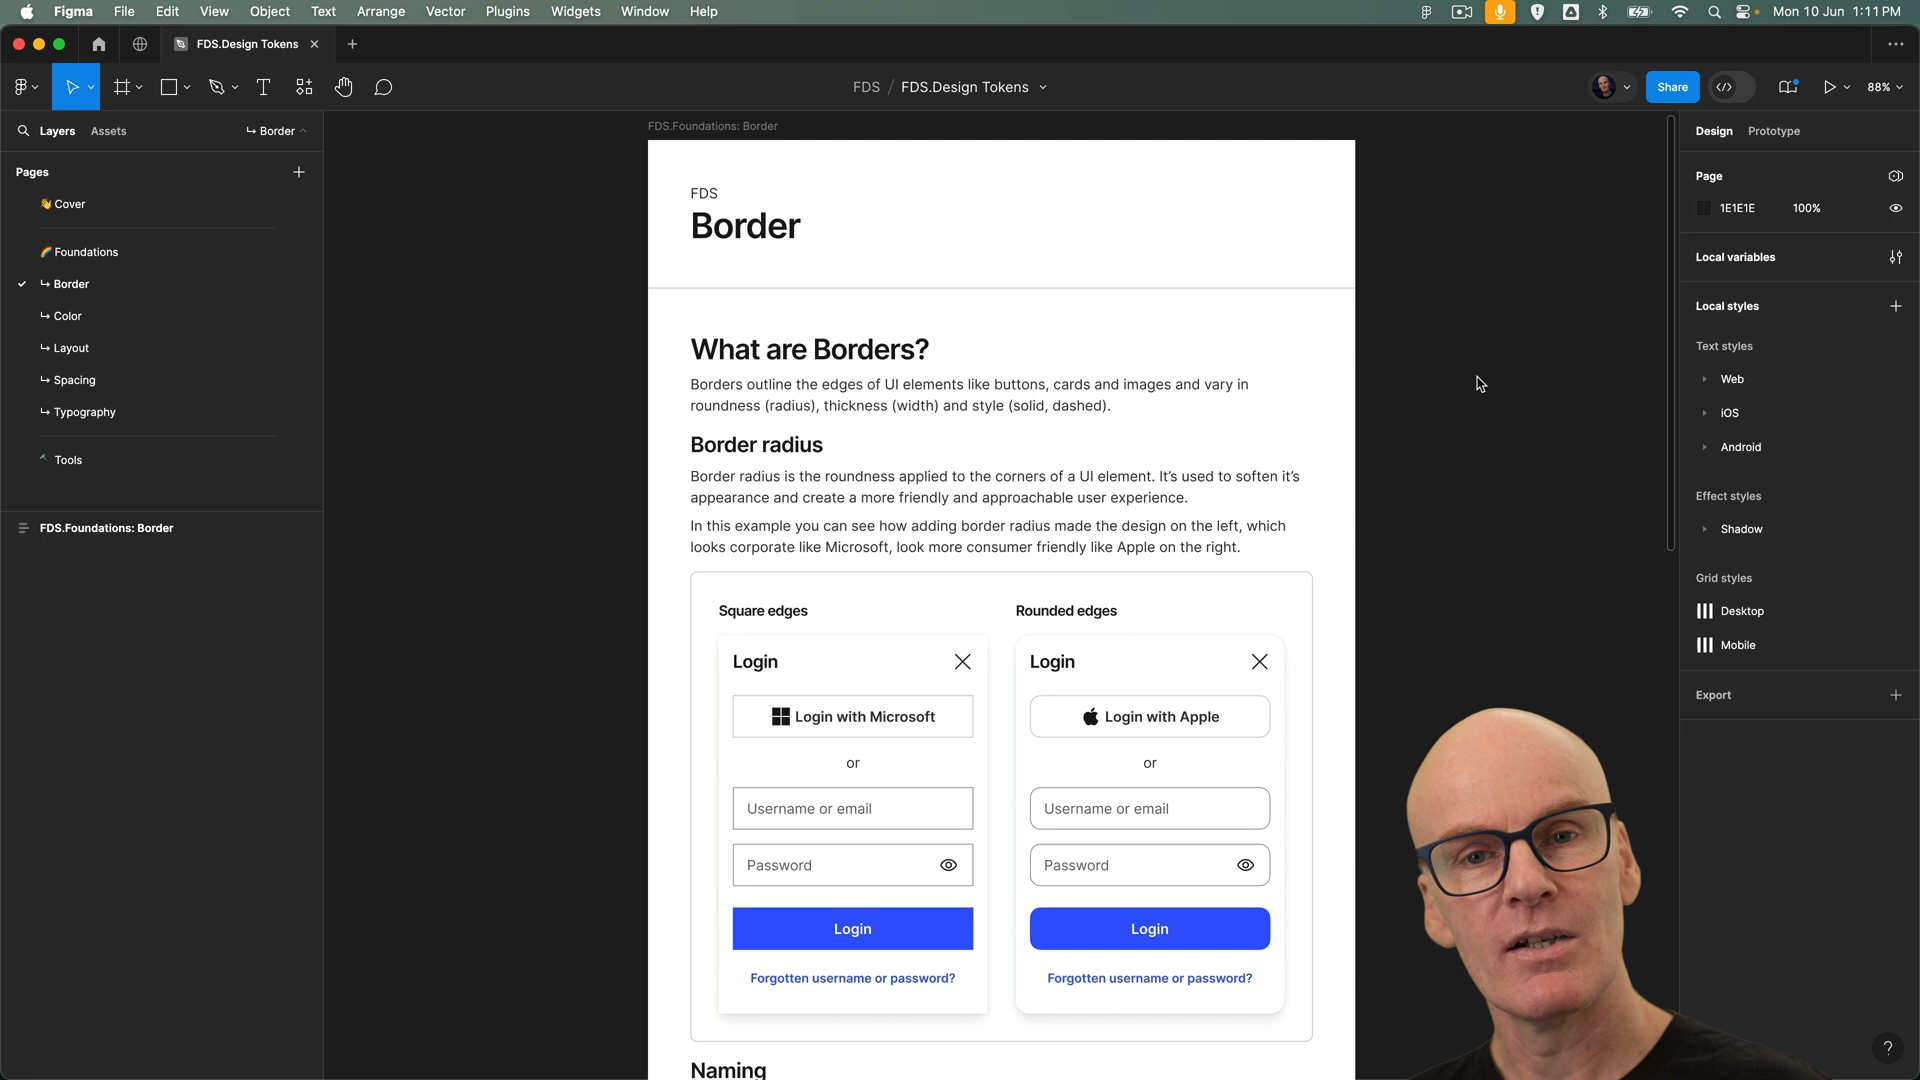 Figma File Edit View Object Text Arrange Vector Plugins Widgets Window Help Mon 10 Jun 1:11 PM
FDS.Design Tokens
FDS / FDS.Design Tokens
Share
88%
Layers Assets ↳ Border
Pages
👋 Cover
🌈 Foundations
↳ Border
↳ Color
↳ Layout
↳ Spacing
↳ Typography
Tools
FDS.Foundations: Border
FDS.Foundations: Border
FDS
Border
What are Borders?
Borders outline the edges of UI elements like buttons, cards and images and vary in
roundness (radius), thickness (width) and style (solid, dashed).
Border radius
Border radius is the roundness applied to the corners of a UI element. It’s used to soften it’s
appearance and create a more friendly and approachable user experience.
In this example you can see how adding border radius made the design on the left, which
looks corporate like Microsoft, look more consumer friendly like Apple on the right.
Square edges
Login
Login with Microsoft
or
Username or email
Password
Login
Forgotten username or password?
Rounded edges
Login
Login with Apple
or
Username or email
Password
Login
Forgotten username or password?
Naming
Design Prototype
Page
1E1E1E 100%
Local variables
Local styles
Text styles
Web
iOS
Android
Effect styles
Shadow
Grid styles
Desktop
Mobile
Export
?